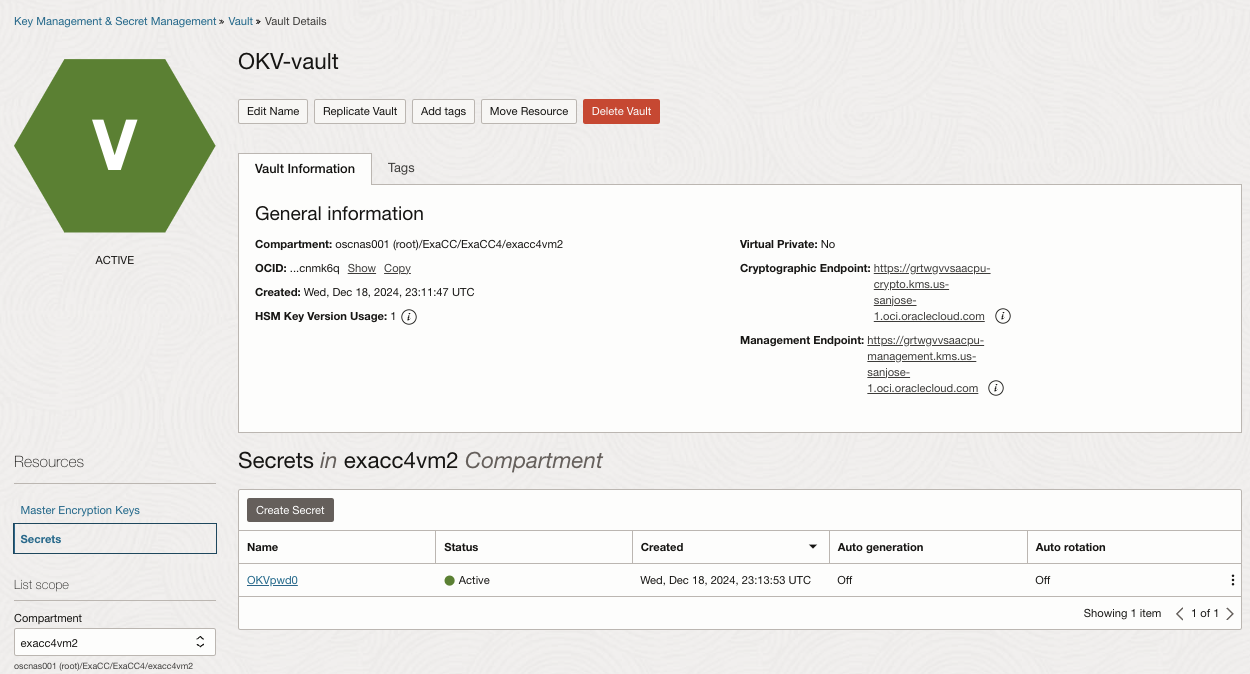 Key Management & Secret Management » Vault » Vault Details
V
ACTIVE
OKV-vault
Edit Name Replicate Vault Add tags Move Resource Delete Vault
Vault Information Tags
General information
Compartment: oscnas001 (root)/ExaCC/ExaCC4/exacc4vm2
OCID: ...cnmk6q Show Copy
Created: Wed, Dec 18, 2024, 23:11:47 UTC
HSM Key Version Usage: 1 i
Virtual Private: No
Cryptographic Endpoint: https://grtwgvvsaacpu-
crypto.kms.us-
sanjose-
1.oci.oraclecloud.com i
Management Endpoint: https://grtwgvvsaacpu-
management.kms.us-
sanjose-
1.oci.oraclecloud.com i
Resources
Master Encryption Keys
Secrets
List scope
Compartment
exacc4vm2
oscnas001 (root)/ExaCC/ExaCC4/exacc4vm2
Secrets in exacc4vm2 Compartment
Create Secret
Name Status Created Auto generation Auto rotation
OKVpwd0 Active Wed, Dec 18, 2024, 23:13:53 UTC Off Off
Showing 1 item 1 of 1